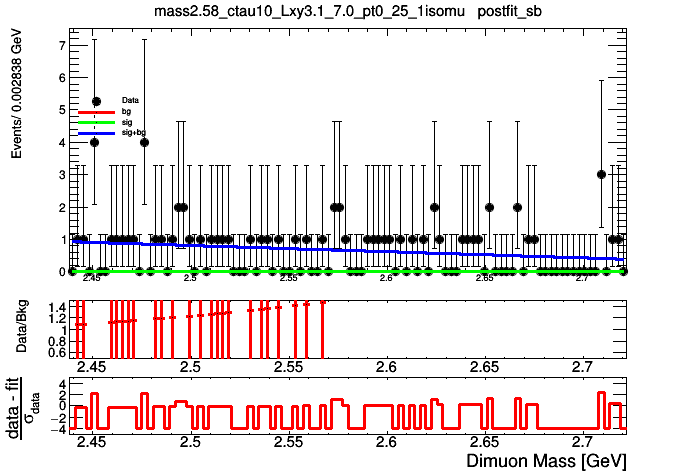 mass2.58_ctau10_Lxy3.1_7.0_pt0_25_1isomu postfit_sb
Events/ 0.002838 GeV
7
6
5
4
3
2
1
0
Data
bg
sig
sig+bg
2.45 2.5 2.55 2.6 2.65 2.7
Data/Bkg
1.4
1.2
1
0.8
0.6
2.45 2.5 2.55 2.6 2.65 2.7
data - fit
σdata
4
2
0
−2
−4
2.45 2.5 2.55 2.6 2.65 2.7
Dimuon Mass [GeV]